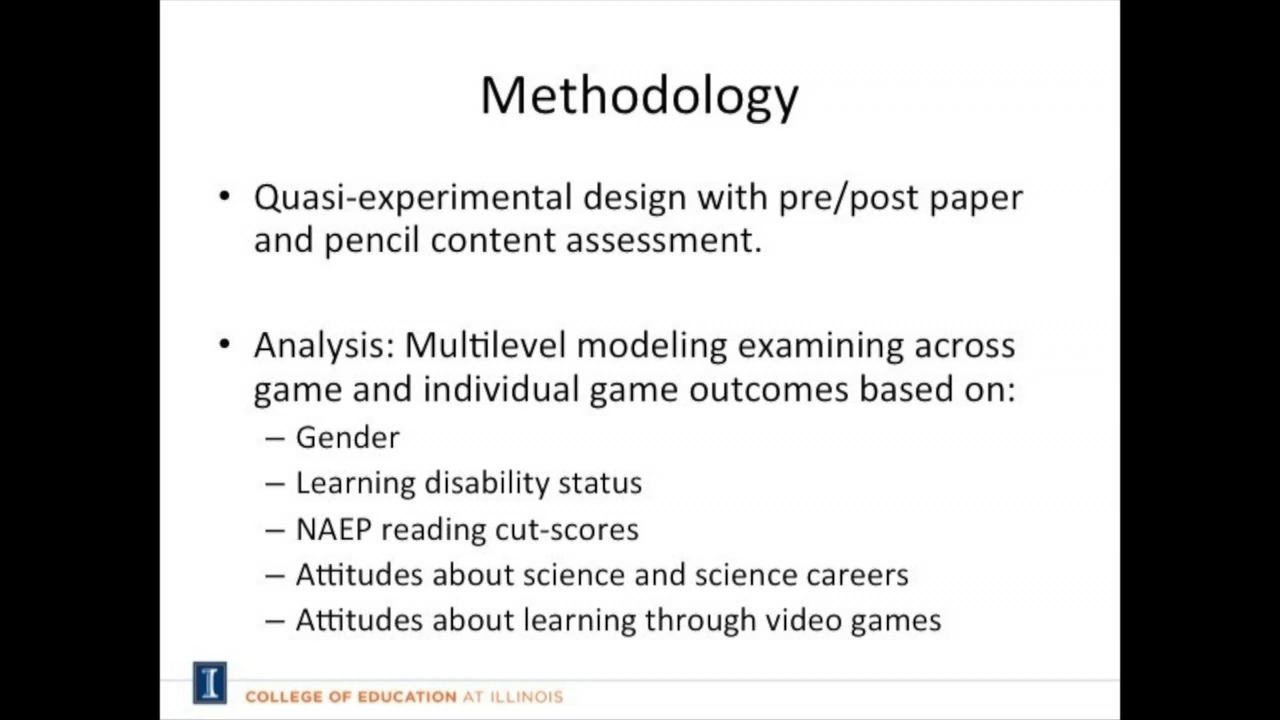 Methodology
• Quasi-experimental design with pre/post paper
and pencil content assessment.
• Analysis: Multilevel modeling examining across
game and individual game outcomes based on:
– Gender
– Learning disability status
– NAEP reading cut-scores
– Attitudes about science and science careers
– Attitudes about learning through video games
I
COLLEGE OF EDUCATION AT ILLINOIS